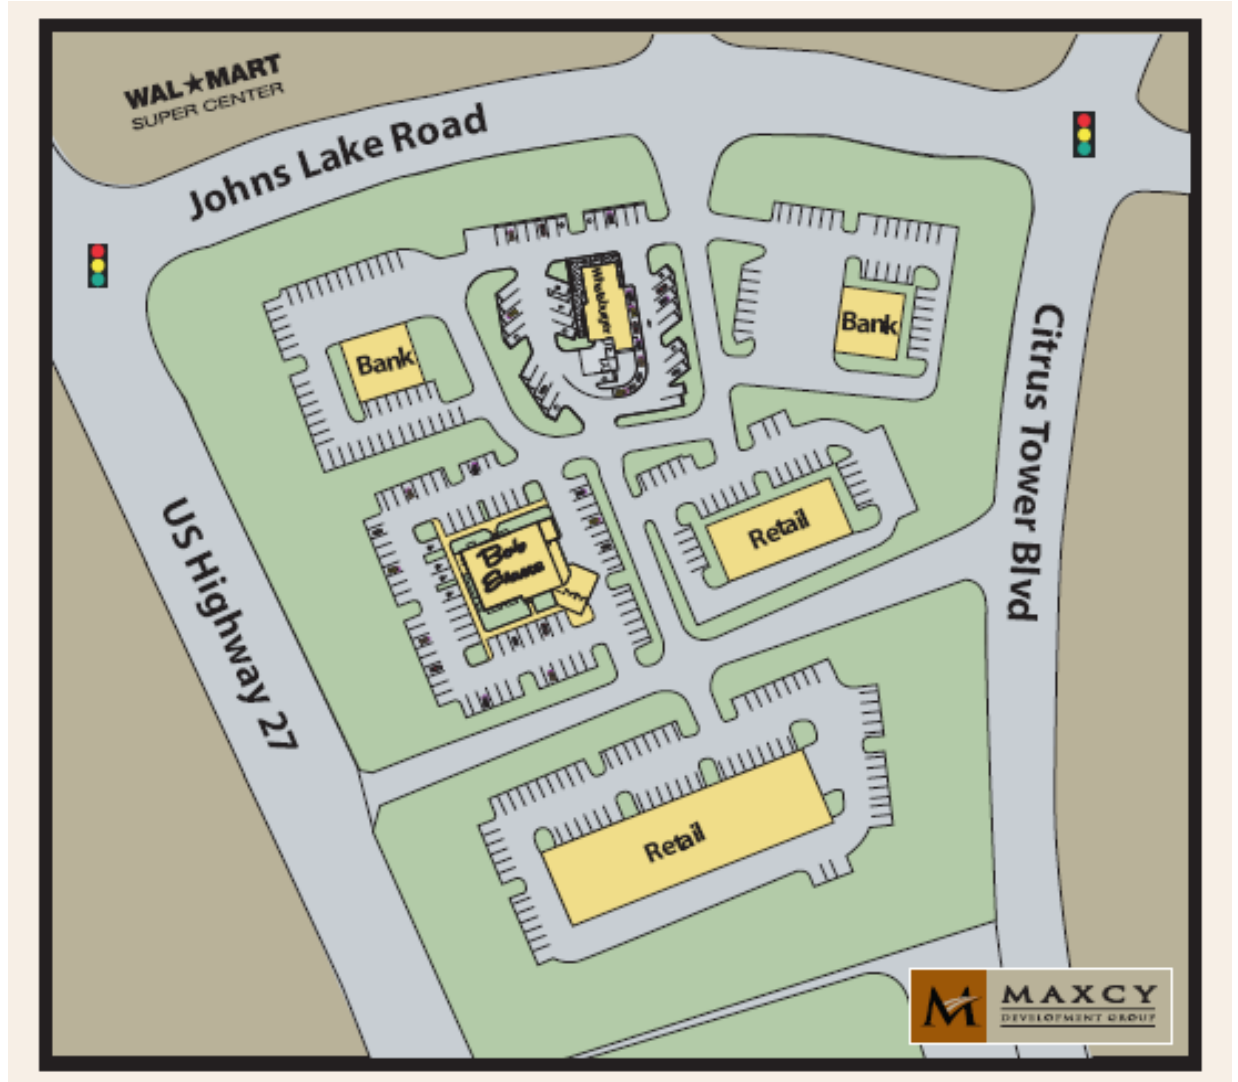 WAL★MART
SUPER CENTER
Johns Lake Road
Whataburger
Bank
Bank
Citrus Tower Blvd
US Highway 27
Retail
Bob
Evans
Retail
M
MAXCY
DEVELOPMENT GROUP